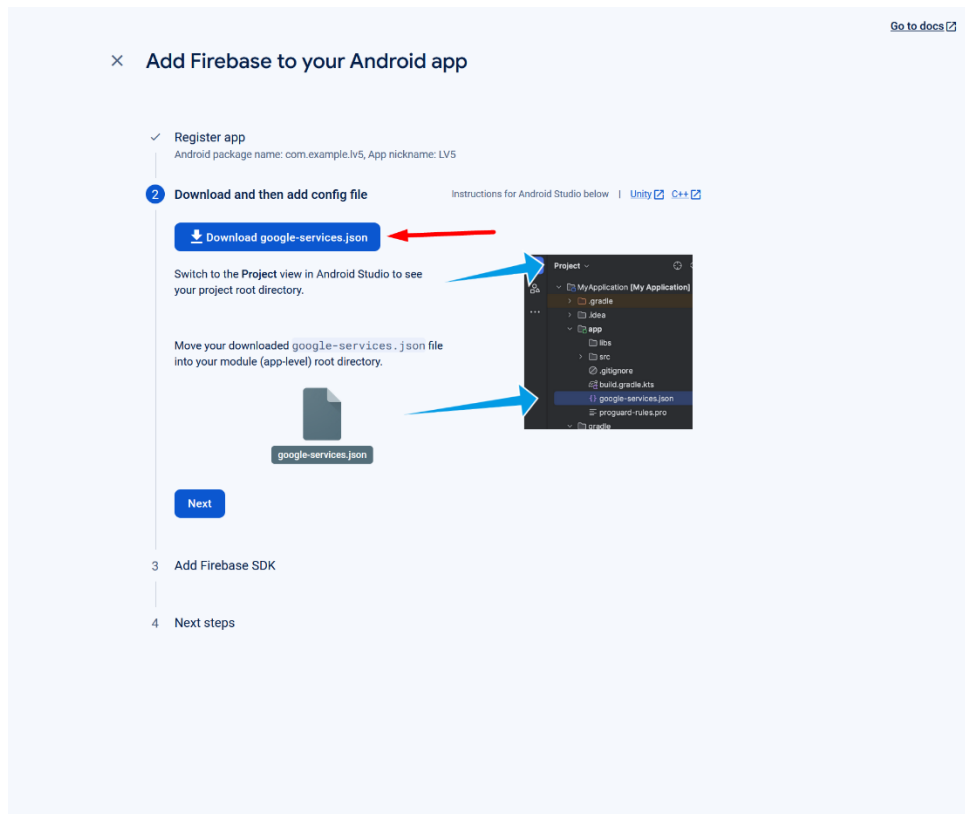 Go to docs
Add Firebase to your Android app
Register app
Android package name: com.example.lv5, App nickname: LV5
2 Download and then add config file
Instructions for Android Studio below | Unity C++
Download google-services.json
Switch to the Project view in Android Studio to see
your project root directory.
Project
MyApplication [My Application]
.gradle
.idea
app
libs
src
.gitignore
build.gradle.kts
google-services.json
proguard-rules.pro
gradle
Move your downloaded google-services.json file
into your module (app-level) root directory.
google-services.json
Next
3 Add Firebase SDK
4 Next steps